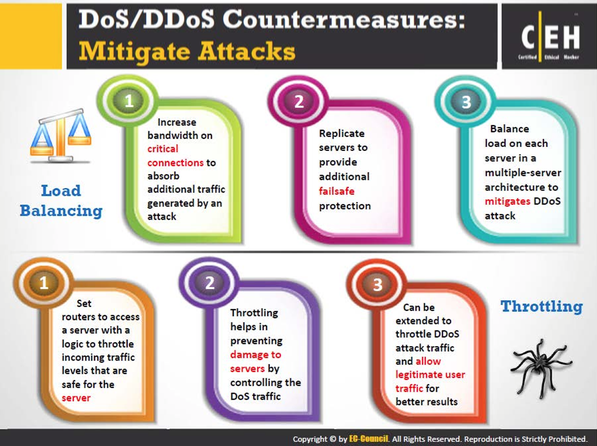 DoS/DDoS Countermeasures:
Mitigate Attacks
C|EH
Certified Ethical Hacker
Load
Balancing
1
Increase
bandwidth on
critical
connections to
absorb
additional traffic
generated by an
attack
2
Replicate
servers to
provide
additional
failsafe
protection
3
Balance
load on each
server in a
multiple-server
architecture to
mitigates DDoS
attack
1
Set
routers to access
a server with a
logic to throttle
incoming traffic
levels that are
safe for the
server
2
Throttling
helps in
preventing
damage to
servers by
controlling the
DoS traffic
3
Can be
extended to
throttle DDoS
attack traffic
and allow
legitimate user
traffic for
better results
Throttling
Copyright © by EC-Council. All Rights Reserved. Reproduction is Strictly Prohibited.